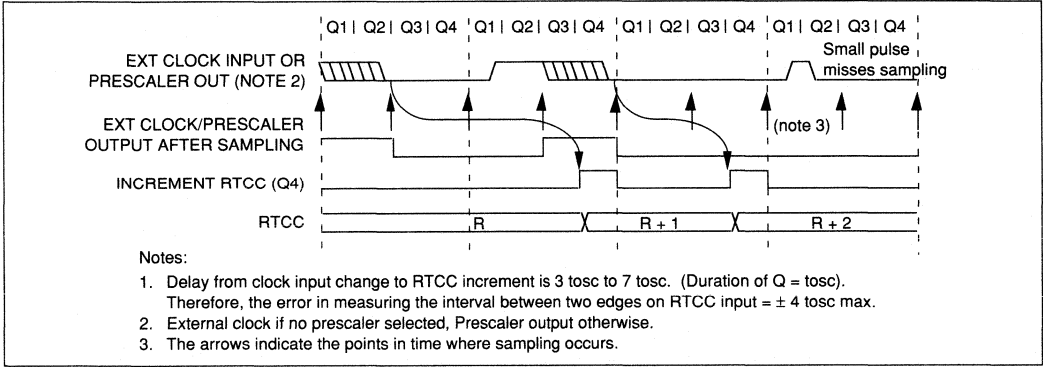 Q1 | Q2 | Q3 | Q4 Q1 | Q2 | Q3 | Q4 Q1 | Q2 | Q3 | Q4 Q1 | Q2 | Q3 | Q4
EXT CLOCK INPUT OR
PRESCALER OUT (NOTE 2)
Small pulse
misses sampling
EXT CLOCK/PRESCALER
OUTPUT AFTER SAMPLING
(note 3)
INCREMENT RTCC (Q4)
RTCC R R + 1 R + 2
Notes:
1. Delay from clock input change to RTCC increment is 3 tosc to 7 tosc. (Duration of Q = tosc).
Therefore, the error in measuring the interval between two edges on RTCC input = ± 4 tosc max.
2. External clock if no prescaler selected, Prescaler output otherwise.
3. The arrows indicate the points in time where sampling occurs.